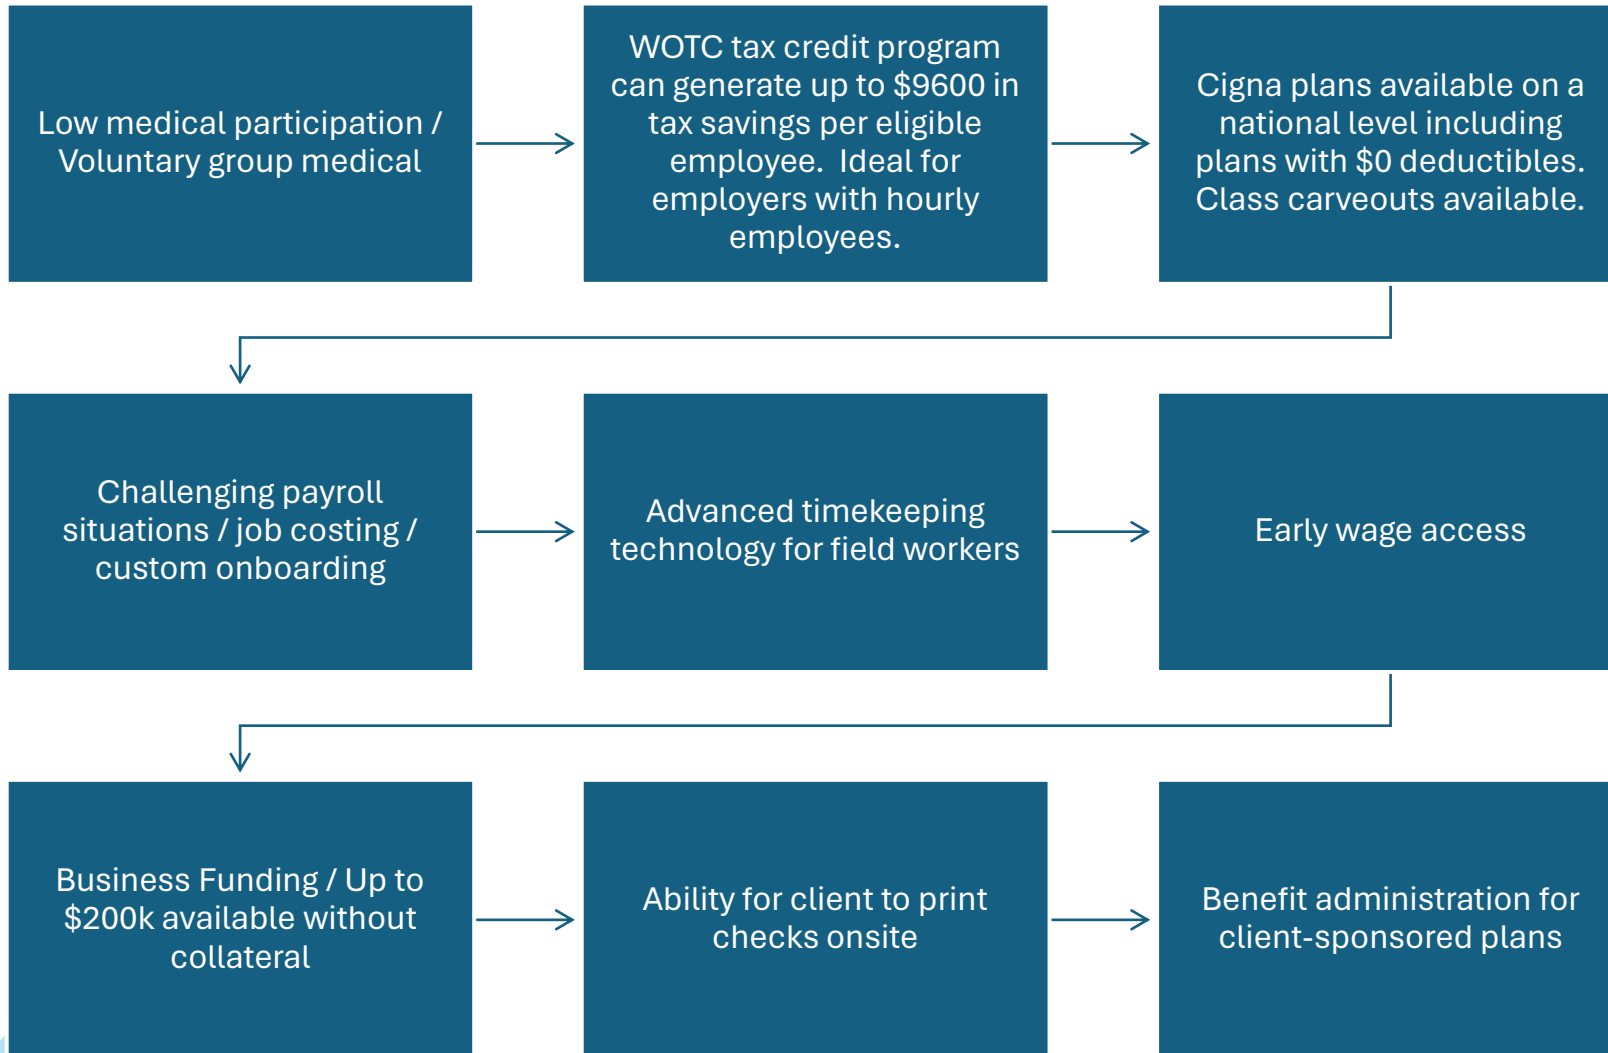 Low medical participation /
Voluntary group medical
WOTC tax credit program
can generate up to $9600 in
tax savings per eligible
employee.  Ideal for
employers with hourly
employees.
Cigna plans available on a
national level including
plans with $0 deductibles.
Class carveouts available.
Challenging payroll
situations / job costing /
custom onboarding
Advanced timekeeping
technology for field workers
Early wage access
Business Funding / Up to
$200k available without
collateral
Ability for client to print
checks onsite
Benefit administration for
client-sponsored plans